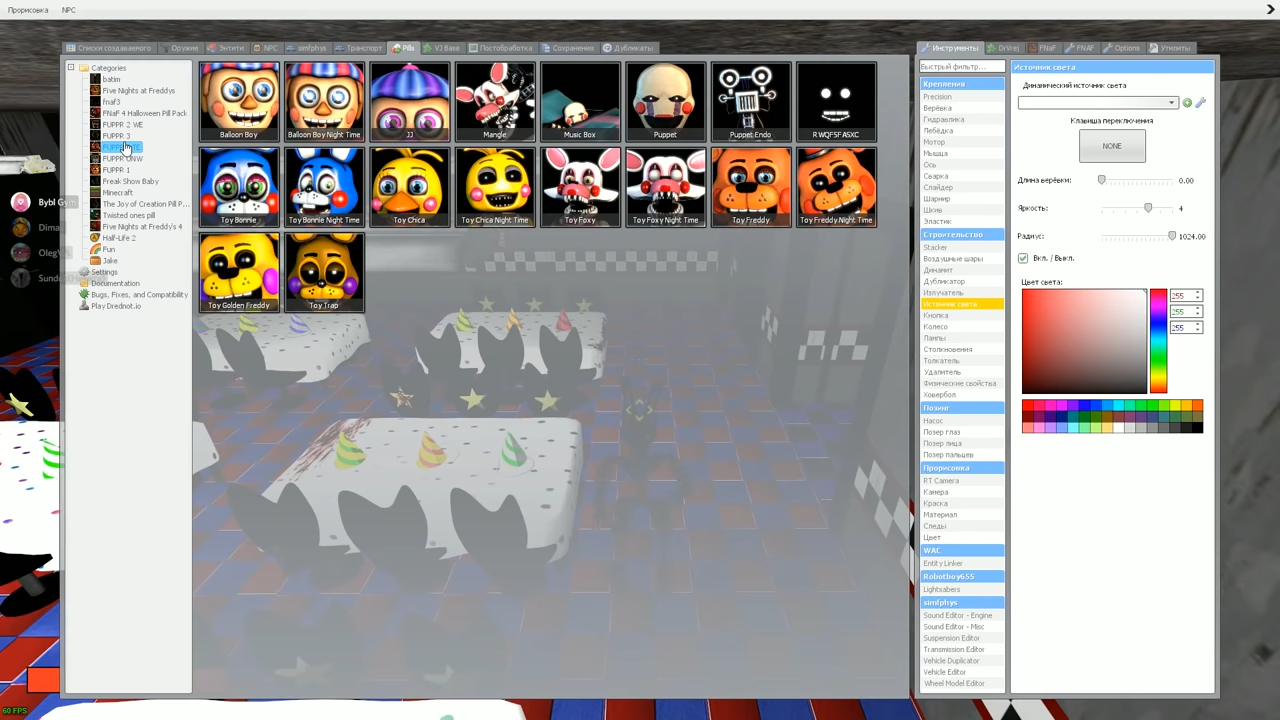 Прорисовка NPC
Списки создаваемого Оружие Энтити NPC simfphys Транспорт Pills VJ Base Постобработка Сохранения Дубликаты
Categories
batim
Five Nights at Freddys
fnaf3
FNaF 4 Halloween Pill Pack
FUPPR 2 WE
FUPPR 3
FUPPR 1
Freak Show Baby
Minecraft
The Joy of Creation Pill P...
Twisted ones pill
Five Nights at Freddy's 4
Half-Life 2
Fun
Jake
Settings
Documentation
Bugs, Fixes, and Compatibility
Play Drednot.io
Bybl Gym
Dima
Oleg
Balloon Boy Balloon Boy Night Time JJ Mangle Music Box Puppet Puppet Endo RWQFSFASXC
Toy Bonnie Toy Bonnie Night Time Toy Chica Toy Chica Night Time Toy Foxy Toy Foxy Night Time Toy Freddy Toy Freddy Night Time
Toy Golden Freddy Toy Trap
Инструменты DrVrej FNaF FNAF Options Утилиты
Быстрый фильтр...
Крепления
Precision
Верёвка
Гидравлика
Лебёдка
Мотор
Мышца
Ось
Сварка
Слайдер
Шарнир
Шкив
Эластик
Строительство
Stacker
Воздушные шары
Динамит
Дубликатор
Излучатель
Источник света
Кнопка
Колесо
Лампы
Столкновения
Толкатель
Удалитель
Физические свойства
Ховербол
Позинг
Насос
Позер глаз
Позер лица
Позер пальцев
Прорисовка
RT Camera
Камера
Краска
Материал
Следы
Цвет
WAC
Entity Linker
Robotboy655
Lightsabers
simfphys
Sound Editor - Engine
Sound Editor - Misc
Suspension Editor
Transmission Editor
Vehicle Duplicator
Vehicle Editor
Wheel Model Editor
Источник света
Динамический источник света
Клавиша переключения
NONE
Длина верёвки: 0.00
Яркость: 4
Радиус: 1024.00
Вкл. / Выкл.
Цвет света:
255
255
255
60 FPS